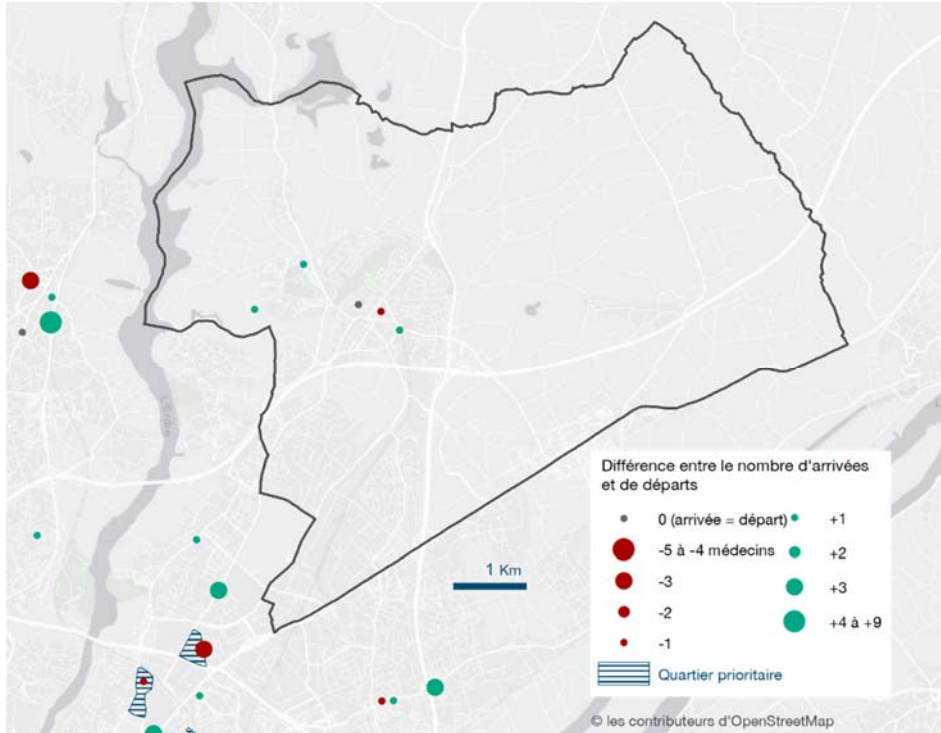 L'Erdre
Différence entre le nombre d'arrivées
et de départs
0 (arrivée = départ)
+1
-5 à -4 médecins
+2
-3
+3
-2
+4 à +9
-1
Quartier prioritaire
1 Km
© les contributeurs d'OpenStreetMap